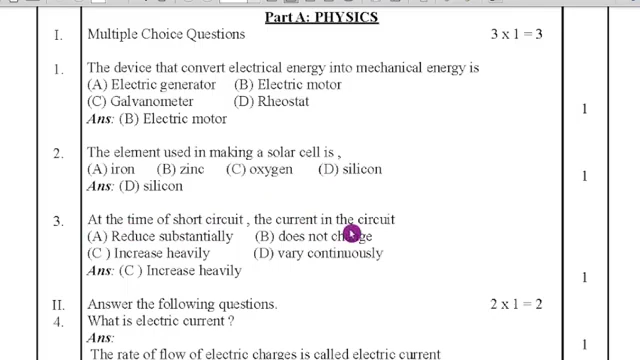 Part A: PHYSICS
I. Multiple Choice Questions 3 x 1 = 3
1. The device that convert electrical energy into mechanical energy is
(A) Electric generator (B) Electric motor
(C) Galvanometer (D) Rheostat
1
Ans: (B) Electric motor
2. The element used in making a solar cell is ,
(A) iron (B) zinc (C) oxygen (D) silicon
1
Ans: (D) silicon
3. At the time of short circuit , the current in the circuit
(A) Reduce substantially (B) does not change
(C ) Increase heavily (D) vary continuously
Ans: (C ) Increase heavily
1
II. Answer the following questions. 2 x 1 = 2
4. What is electric current ?
Ans:
1
The rate of flow of electric charges is called electric current